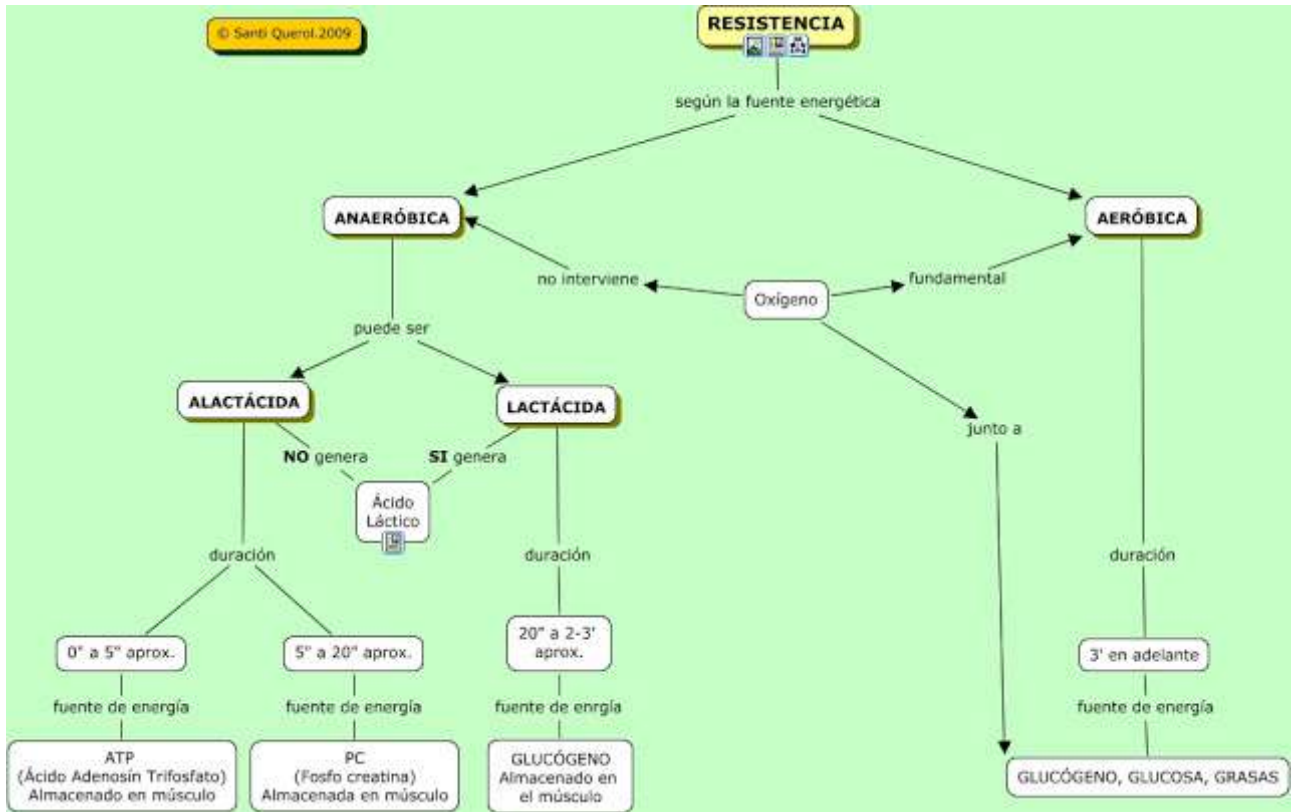 © Santi Querol.2009
RESISTENCIA
según la fuente energética
ANAERÓBICA
AERÓBICA
no interviene
fundamental
Oxígeno
puede ser
ALACTÁCIDA
LACTÁCIDA
junto a
NO genera
SI genera
Ácido
Láctico
duración
duración
duración
0" a 5" aprox.
5" a 20" aprox.
20" a 2-3'
aprox.
3' en adelante
fuente de energía
fuente de energía
fuente de enrgía
fuente de energía
ATP
(Ácido Adenosín Trifosfato)
Almacenado en músculo
PC
(Fosfo creatina)
Almacenada en músculo
GLUCÓGENO
Almacenado en
el músculo
GLUCÓGENO, GLUCOSA, GRASAS